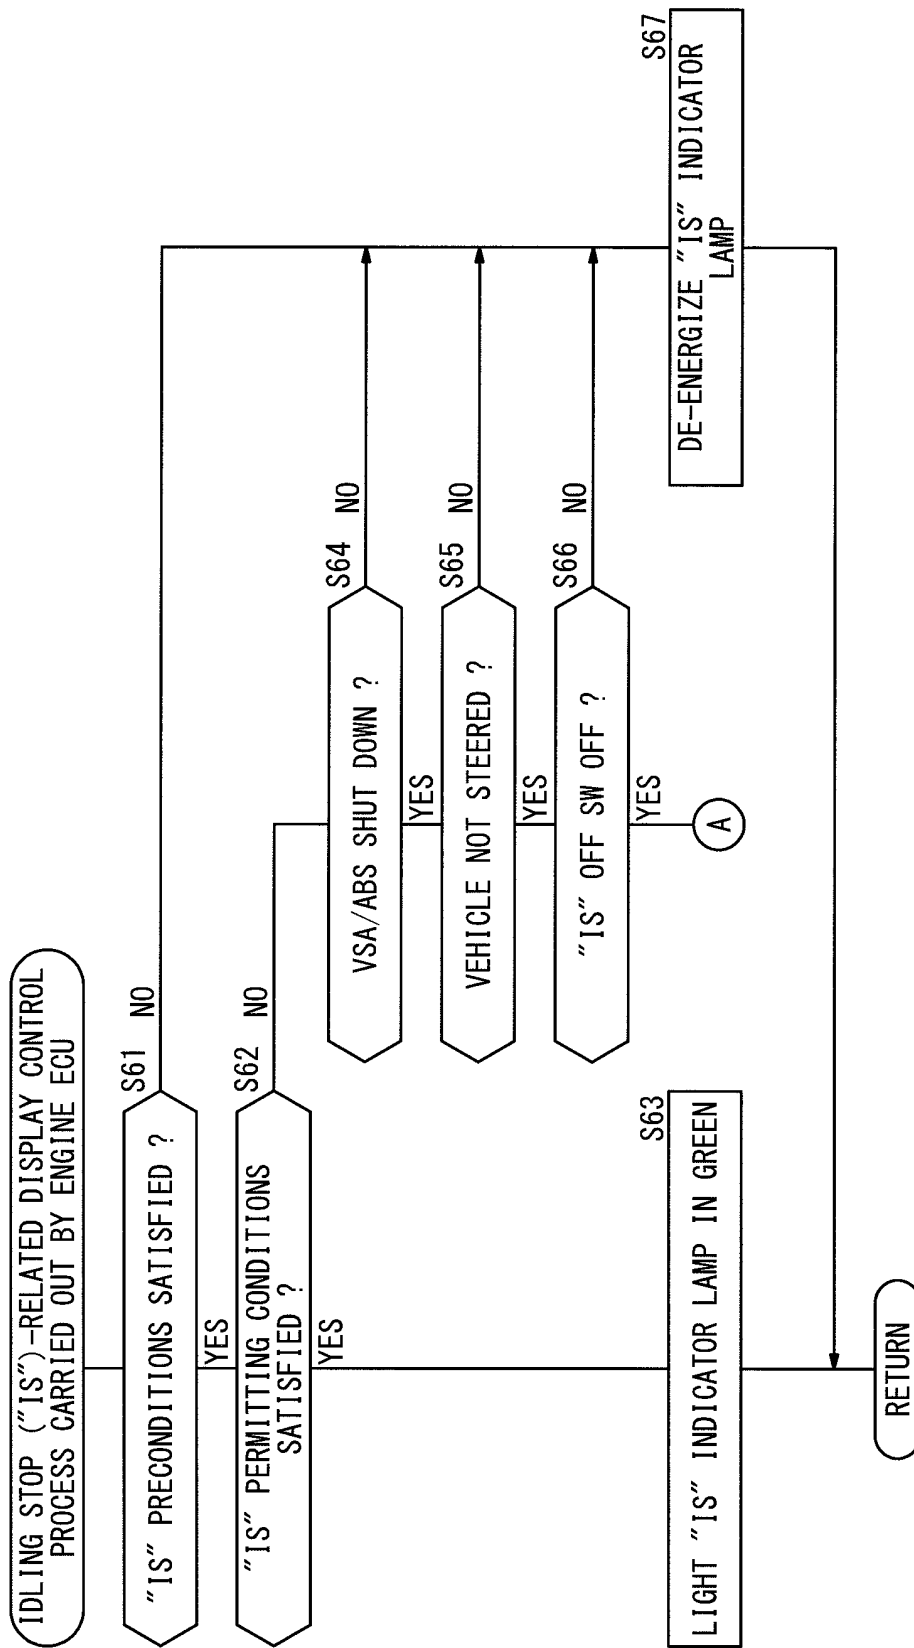 IDLING STOP ("IS")-RELATED DISPLAY CONTROL
PROCESS CARRIED OUT BY ENGINE ECU
S61
"IS" PRECONDITIONS SATISFIED ?
NO
YES
S62
"IS" PERMITTING CONDITIONS
SATISFIED ?
NO
YES
S64
VSA/ABS SHUT DOWN ?
NO
YES
S65
VEHICLE NOT STEERED ?
NO
YES
S66
"IS" OFF SW OFF ?
NO
YES
A
S63
LIGHT "IS" INDICATOR LAMP IN GREEN
S67
DE-ENERGIZE "IS" INDICATOR
LAMP
RETURN